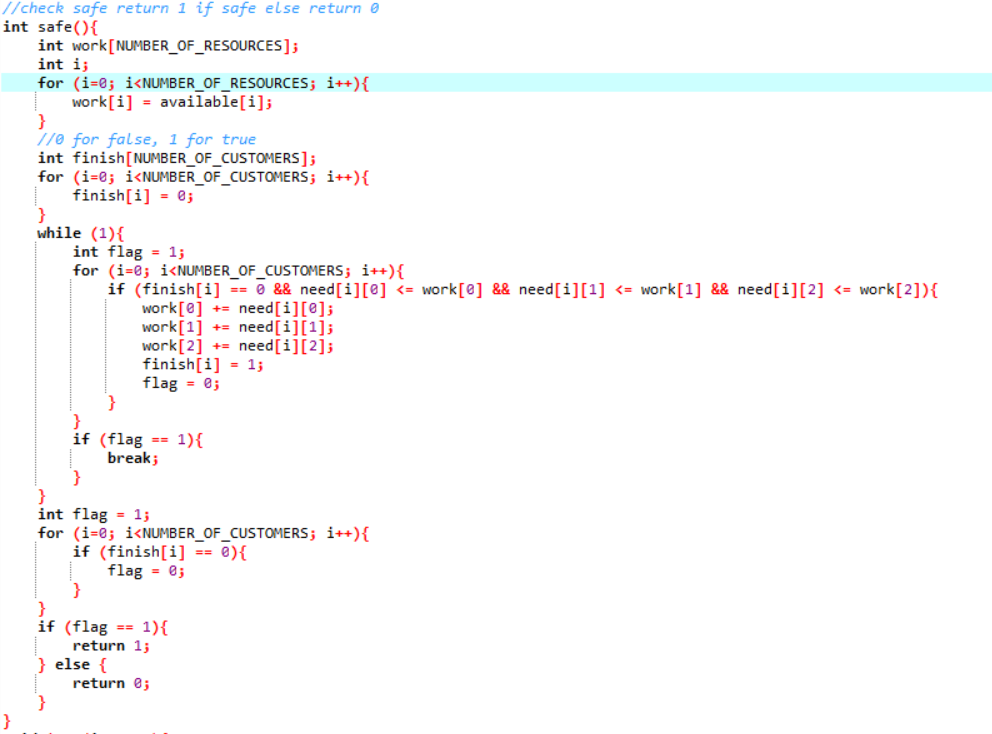 //check safe return 1 if safe else return 0
int safe(){
    int work[NUMBER_OF_RESOURCES];
    int i;
    for (i=0; i<NUMBER_OF_RESOURCES; i++){
        work[i] = available[i];
    }
    //0 for false, 1 for true
    int finish[NUMBER_OF_CUSTOMERS];
    for (i=0; i<NUMBER_OF_CUSTOMERS; i++){
        finish[i] = 0;
    }
    while (1){
        int flag = 1;
        for (i=0; i<NUMBER_OF_CUSTOMERS; i++){
            if (finish[i] == 0 && need[i][0] <= work[0] && need[i][1] <= work[1] && need[i][2] <= work[2]){
                work[0] += need[i][0];
                work[1] += need[i][1];
                work[2] += need[i][2];
                finish[i] = 1;
                flag = 0;
            }
        }
        if (flag == 1){
            break;
        }
    }
    int flag = 1;
    for (i=0; i<NUMBER_OF_CUSTOMERS; i++){
        if (finish[i] == 0){
            flag = 0;
        }
    }
    if (flag == 1){
        return 1;
    } else {
        return 0;
    }
}